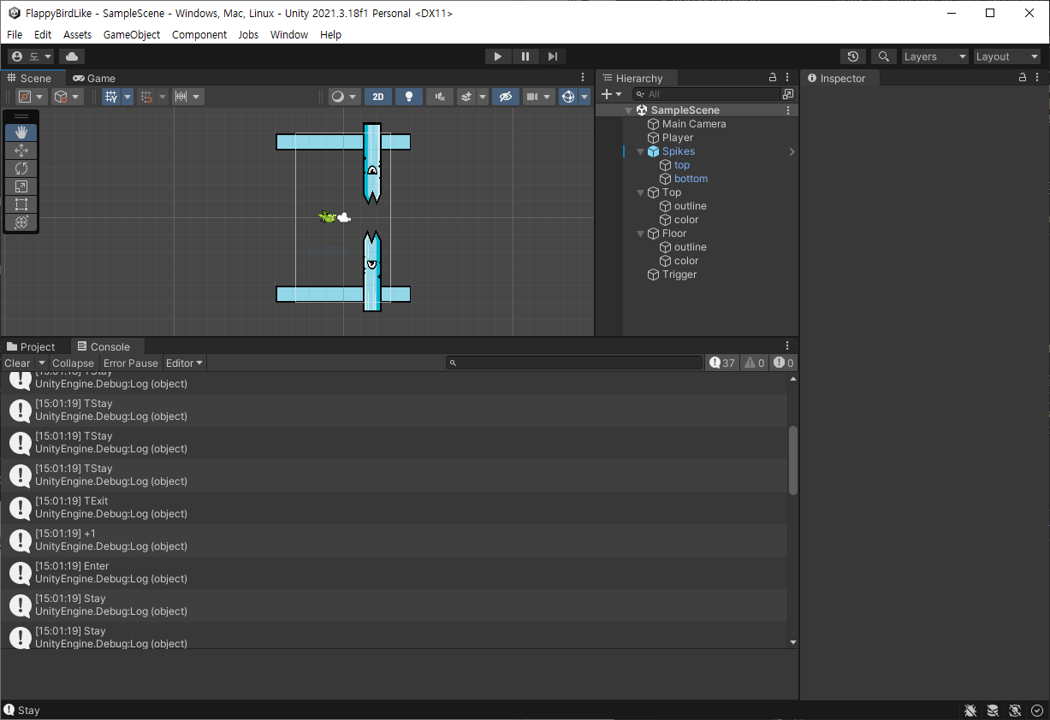 FlappyBirdLike - SampleScene - Windows, Mac, Linux - Unity 2021.3.18f1 Personal <DX11>
File Edit Assets GameObject Component Jobs Window Help
도 Layers Layout
Scene Game
Hierarchy
Inspector
2D
All
SampleScene
Main Camera
Player
Spikes
top
bottom
Top
outline
color
Floor
outline
color
Trigger
Project Console
Clear Collapse Error Pause Editor 37 0 0
[15:01:19] TStay
UnityEngine.Debug:Log (object)
[15:01:19] TStay
UnityEngine.Debug:Log (object)
[15:01:19] TStay
UnityEngine.Debug:Log (object)
[15:01:19] TStay
UnityEngine.Debug:Log (object)
[15:01:19] TExit
UnityEngine.Debug:Log (object)
[15:01:19] +1
UnityEngine.Debug:Log (object)
[15:01:19] Enter
UnityEngine.Debug:Log (object)
[15:01:19] Stay
UnityEngine.Debug:Log (object)
[15:01:19] Stay
UnityEngine.Debug:Log (object)
Stay